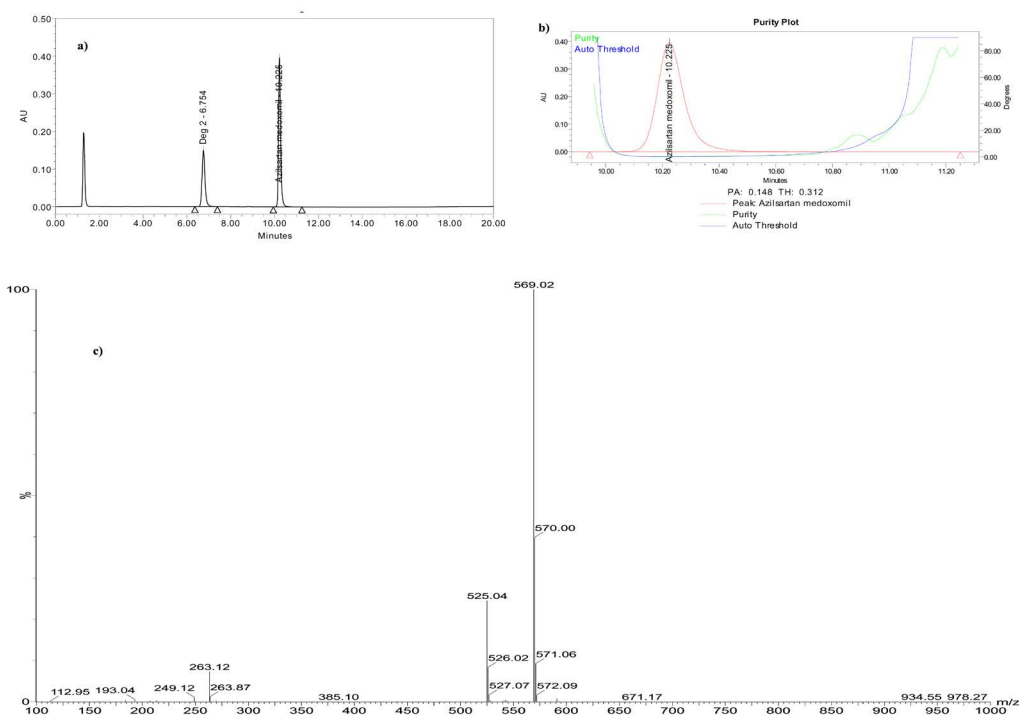 a)
0.50
0.40
0.30
0.20
0.10
0.00
AU
Deg 2 - 6.754
Azilsartan medoxomil - 10.225
0.00 2.00 4.00 6.00 8.00 10.00 12.00 14.00 16.00 18.00 20.00
Minutes
b)
Purity Plot
Purity
Auto Threshold
0.40
0.30
0.20
0.10
0.00
AU
Azilsartan medoxomil - 10.225
80.00
60.00
40.00
20.00
0.00
Degrees
10.00 10.20 10.40 10.60 10.80 11.00 11.20
Minutes
PA: 0.148 TH: 0.312
Peak: Azilsartan medoxomil
Purity
Auto Threshold
c)
100
%
0
569.02
570.00
525.04
571.06
526.02
263.12
527.07
572.09
112.95
193.04
249.12
263.87
385.10
671.17
934.55
978.27
100 150 200 250 300 350 400 450 500 550 600 650 700 750 800 850 900 950 1000
m/z